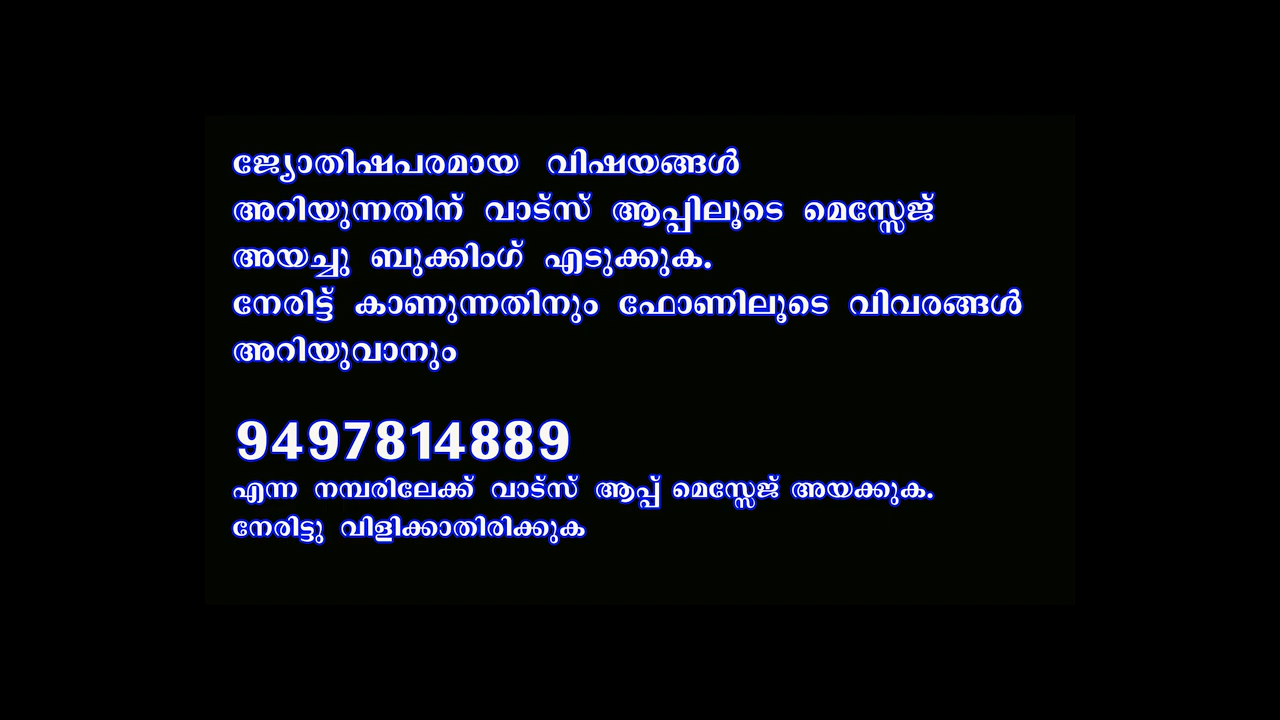 ജ്യോതിഷപരമായ വിഷയങ്ങൾ
അറിയുന്നതിന് വാട്സ് ആപ്പിലൂടെ മെസ്സേജ്
അയച്ചു ബുക്കിംഗ് എടുക്കുക.
നേരിട്ട് കാണുന്നതിനും ഫോണിലൂടെ വിവരങ്ങൾ
അറിയുവാനും
9497814889
എന്ന നമ്പരിലേക്ക് വാട്സ് ആപ്പ് മെസ്സേജ് അയക്കുക.
നേരിട്ടു വിളിക്കാതിരിക്കുക